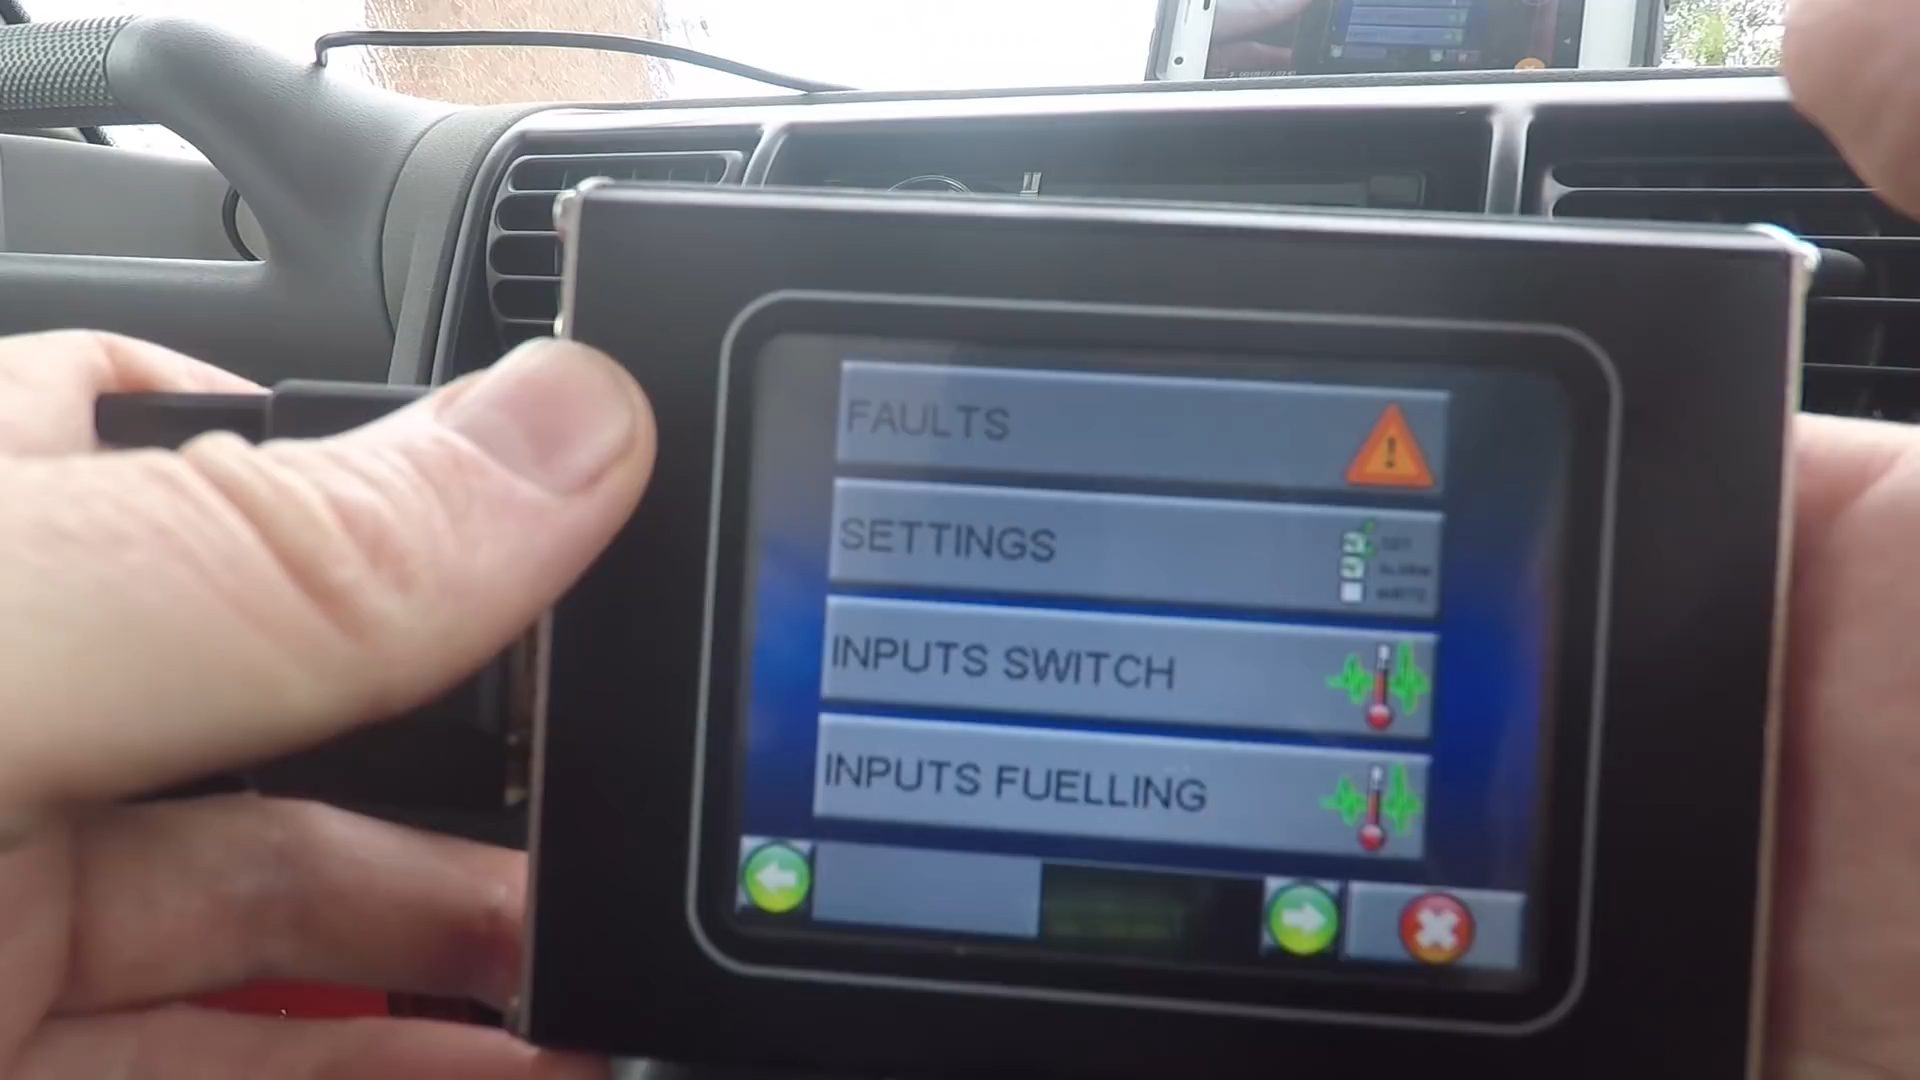 FAULTS
SETTINGS
INPUTS SWITCH
INPUTS FUELLING